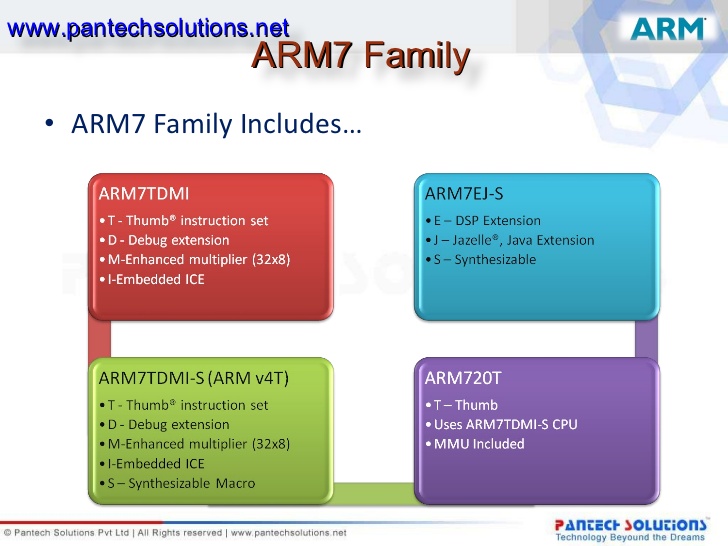 www.pantechsolutions.net
ARM®
ARM7 Family
• ARM7 Family Includes…
ARM7TDMI
•T - Thumb® instruction set
•D - Debug extension
•M-Enhanced multiplier (32x8)
•I-Embedded ICE
ARM7EJ-S
•E – DSP Extension
•J – Jazelle®, Java Extension
•S – Synthesizable
ARM7TDMI-S (ARM v4T)
•T - Thumb® instruction set
•D - Debug extension
•M-Enhanced multiplier (32x8)
•I-Embedded ICE
•S – Synthesizable Macro
ARM720T
•T – Thumb
•Uses ARM7TDMI-S CPU
•MMU Included
© Pantech Solutions Pvt Ltd | All Rights reserved | www.pantechsolutions.net
PANTECH SOLUTIONS
Technology Beyound the Dreams